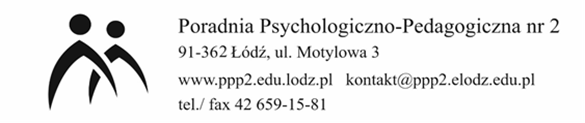 Poradnia Psychologiczno-Pedagogiczna nr 2
91-362 Łódź, ul. Motylowa 3
www.ppp2.edu.lodz.pl kontakt@ppp2.elodz.edu.pl
tel./ fax 42 659-15-81